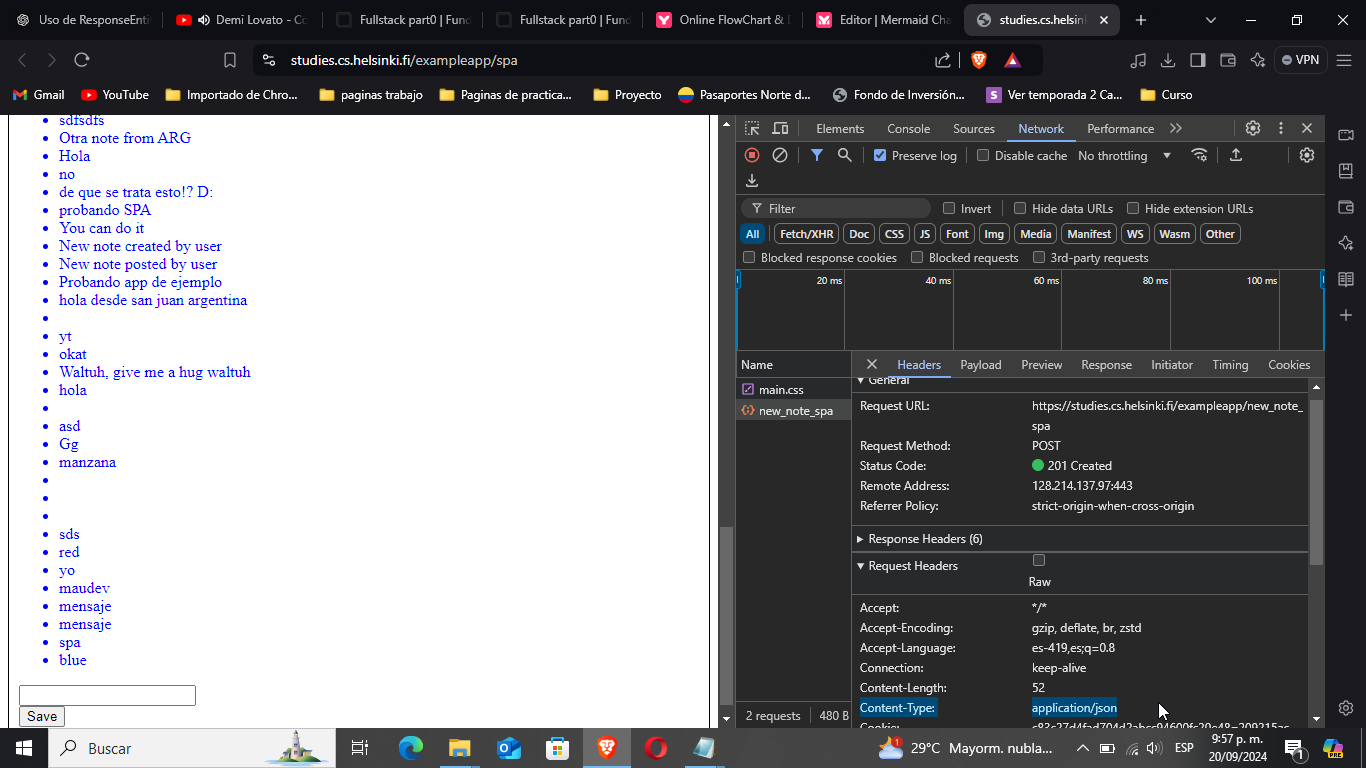 Uso de ResponseEnti
Demi Lovato - Co
Fullstack part0 | Fund
Fullstack part0 | Fund
Online FlowChart & D
Editor | Mermaid Cha
studies.cs.helsink
studies.cs.helsinki.fi/exampleapp/spa
VPN
Gmail
YouTube
Importado de Chro...
paginas trabajo
Paginas de practica...
Proyecto
Pasaportes Norte d...
Fondo de Inversión...
Ver temporada 2 Ca...
Curso
sdfsdfs
Otra note from ARG
Hola
no
de que se trata esto!? D:
probando SPA
You can do it
New note created by user
New note posted by user
Probando app de ejemplo
hola desde san juan argentina
yt
okat
Waltuh, give me a hug waltuh
hola
asd
Gg
manzana
sds
red
yo
maudev
mensaje
mensaje
spa
blue
Save
Elements Console Sources Network Performance
Preserve log Disable cache No throttling
Filter Invert Hide data URLs Hide extension URLs
All Fetch/XHR Doc CSS JS Font Img Media Manifest WS Wasm Other
Blocked response cookies Blocked requests 3rd-party requests
20 ms 40 ms 60 ms 80 ms 100 ms
Name
main.css
new_note_spa
2 requests 480 B
Headers Payload Preview Response Initiator Timing Cookies
General
Request URL: https://studies.cs.helsinki.fi/exampleapp/new_note_
spa
Request Method: POST
Status Code: 201 Created
Remote Address: 128.214.137.97:443
Referrer Policy: strict-origin-when-cross-origin
Response Headers (6)
Request Headers
Raw
Accept: */*
Accept-Encoding: gzip, deflate, br, zstd
Accept-Language: es-419,es;q=0.8
Connection: keep-alive
Content-Length: 52
Content-Type: application/json
Cookie:
Buscar
29°C Mayorm. nubla...
ESP
9:57 p. m.
20/09/2024
1
PRE